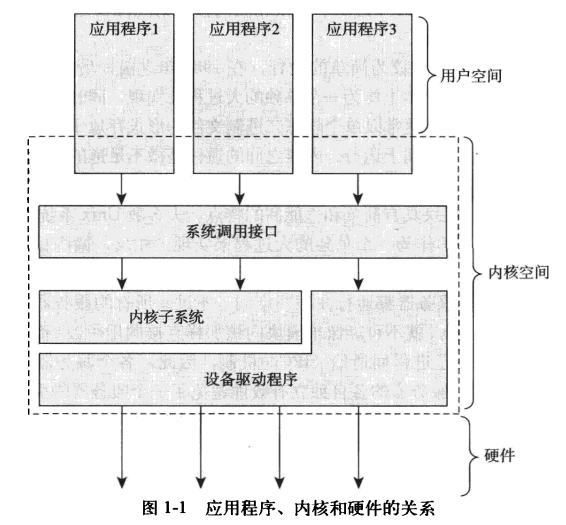 应用程序1
应用程序2
应用程序3
用户空间
系统调用接口
内核空间
内核子系统
设备驱动程序
硬件
图 1-1 应用程序、内核和硬件的关系